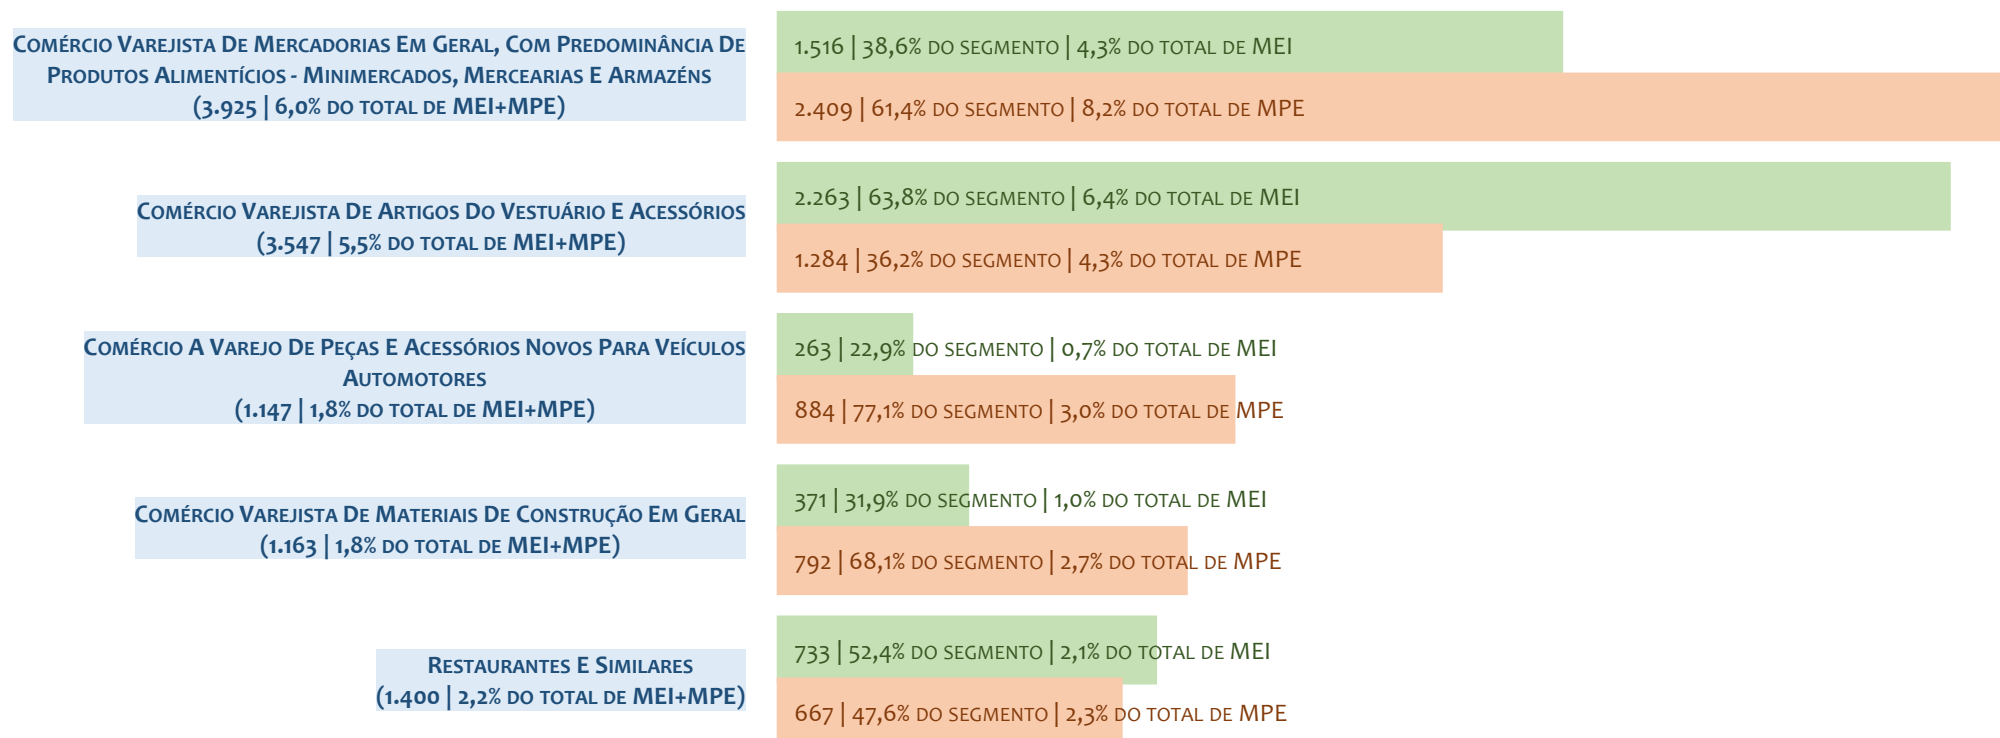 Comércio Varejista De Mercadorias Em Geral, Com Predominância De
Produtos Alimentícios - Minimercados, Mercearias E Armazéns
(3.925 | 6,0% do total de MEI+MPE)
1.516 | 38,6% do segmento | 4,3% do total de MEI
2.409 | 61,4% do segmento | 8,2% do total de MPE
Comércio Varejista De Artigos Do Vestuário E Acessórios
(3.547 | 5,5% do total de MEI+MPE)
2.263 | 63,8% do segmento | 6,4% do total de MEI
1.284 | 36,2% do segmento | 4,3% do total de MPE
Comércio A Varejo De Peças E Acessórios Novos Para Veículos
Automotores
(1.147 | 1,8% do total de MEI+MPE)
263 | 22,9% do segmento | 0,7% do total de MEI
884 | 77,1% do segmento | 3,0% do total de MPE
Comércio Varejista De Materiais De Construção Em Geral
(1.163 | 1,8% do total de MEI+MPE)
371 | 31,9% do segmento | 1,0% do total de MEI
792 | 68,1% do segmento | 2,7% do total de MPE
Restaurantes E Similares
(1.400 | 2,2% do total de MEI+MPE)
733 | 52,4% do segmento | 2,1% do total de MEI
667 | 47,6% do segmento | 2,3% do total de MPE